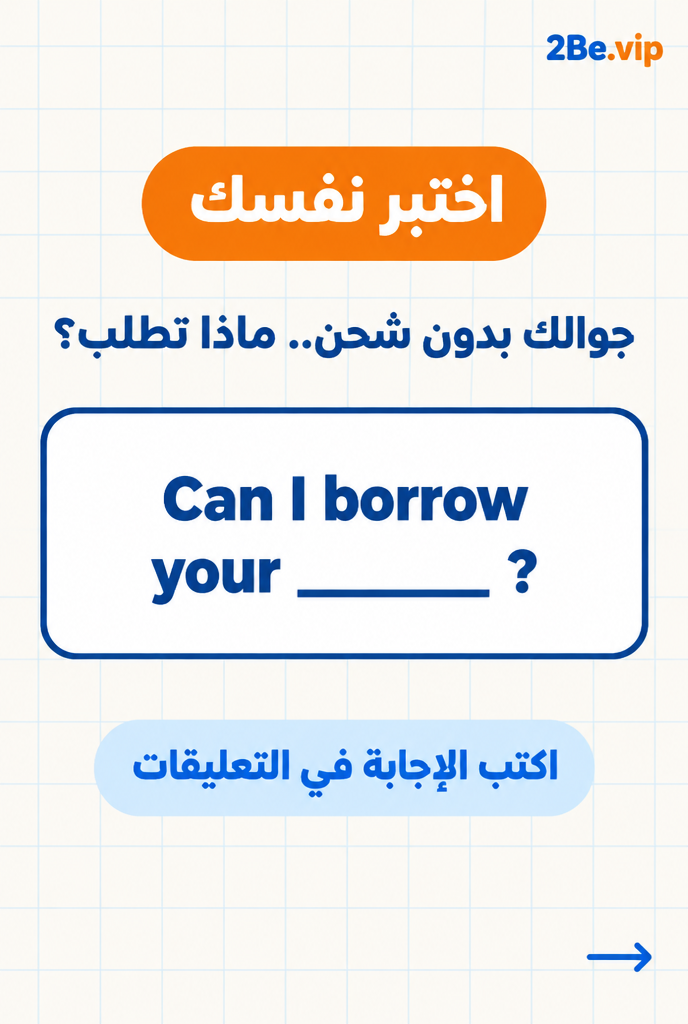 2Be.vip
اختبر نفسك
جوالك بدون شحن.. ماذا تطلب؟
Can I borrow
your ______ ?
اكتب الإجابة في التعليقات